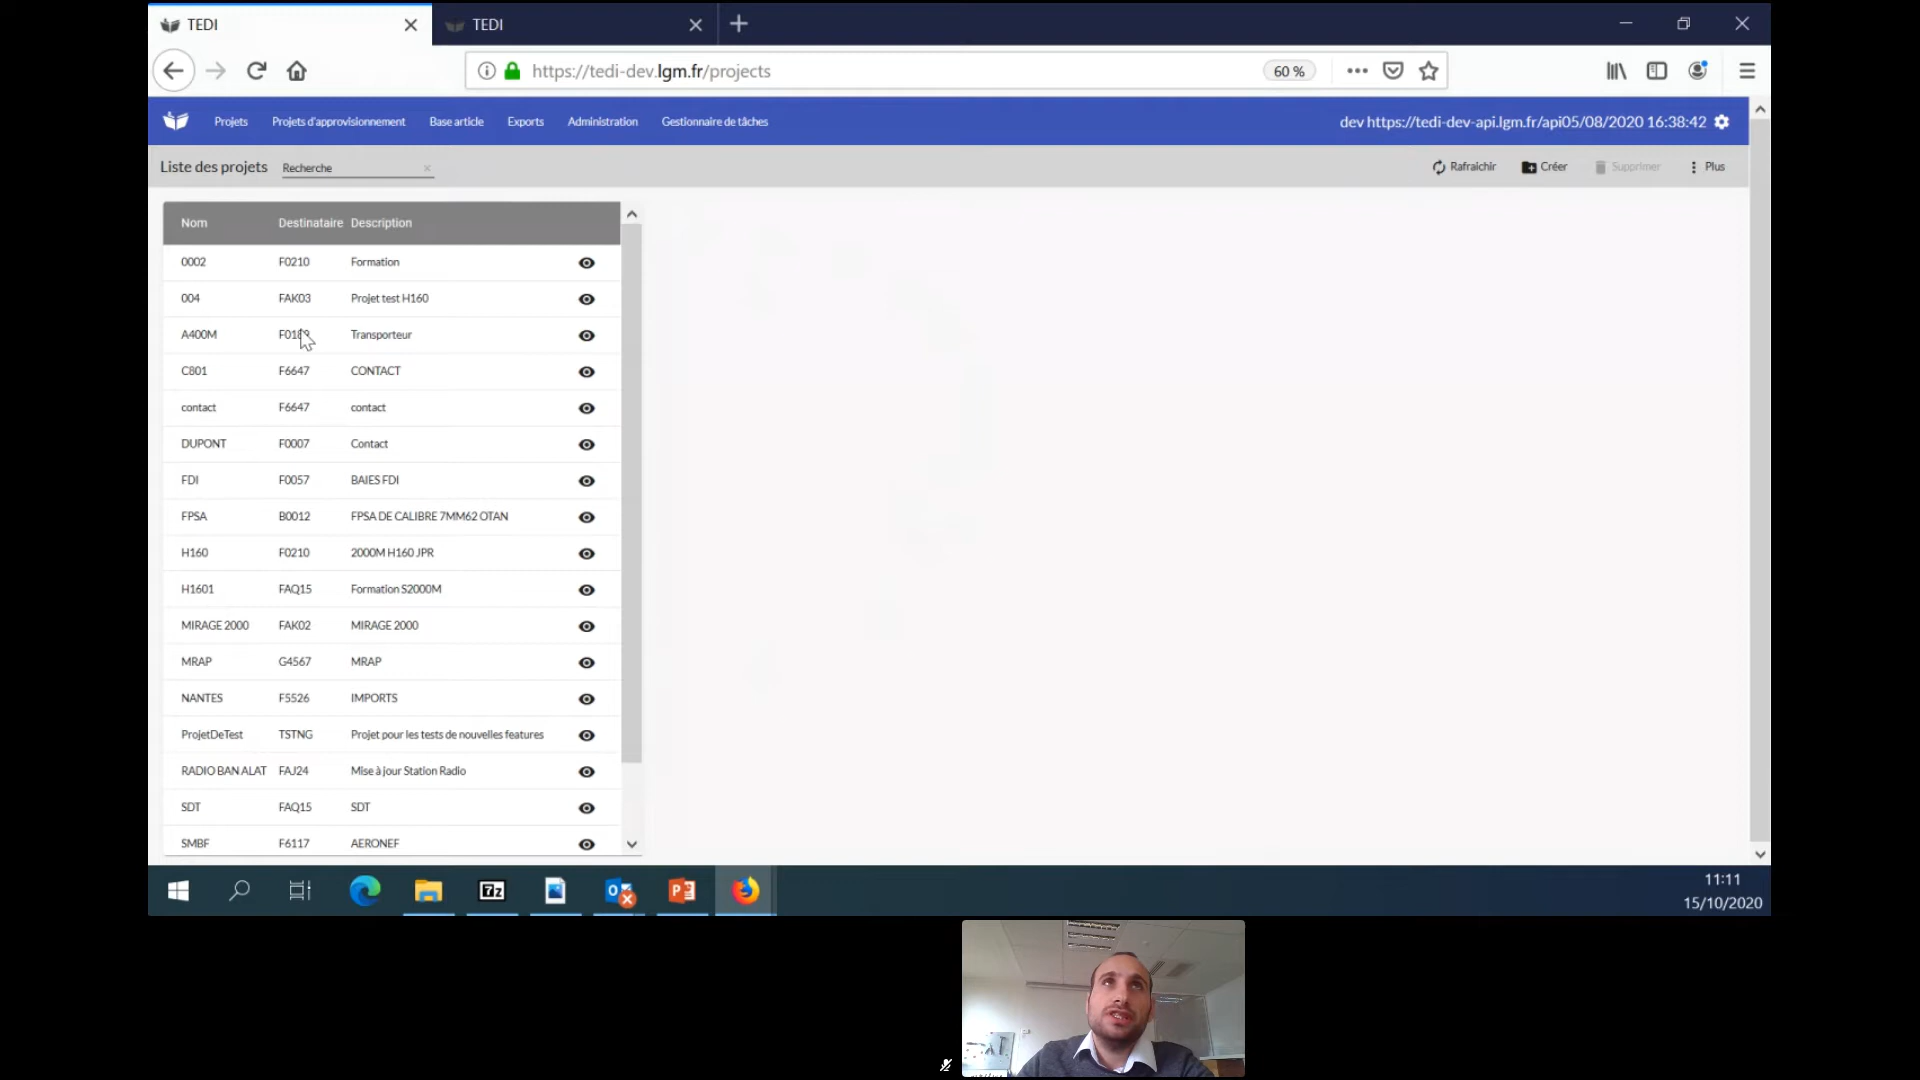 TEDI
TEDI
https://tedi-dev.lgm.fr/projects
60 %
Projets Projets d'approvisionnement Base article Exports Administration Gestionnaire de tâches
dev https://tedi-dev-api.lgm.fr/api05/08/2020 16:38:42
Liste des projets Recherche
Rafraichir Créer Supprimer Plus
Nom Destinataire Description
0002 F0210 Formation
004 FAK03 Projet test H160
A400M Transporteur
C801 F6647 CONTACT
contact F6647 contact
DUPONT F0007 Contact
FDI F0057 BAIES FDI
FPSA B0012 FPSA DE CALIBRE 7MM62 OTAN
H160 F0210 2000M H160 JPR
H1601 FAQ15 Formation S2000M
MIRAGE 2000 FAK02 MIRAGE 2000
MRAP G4567 MRAP
NANTES F5526 IMPORTS
ProjetDeTest TSTNG Projet pour les tests de nouvelles features
RADIO BAN ALAT FAJ24 Mise à jour Station Radio
SDT FAQ15 SDT
SMBF F6117 AERONEF
11:11
15/10/2020